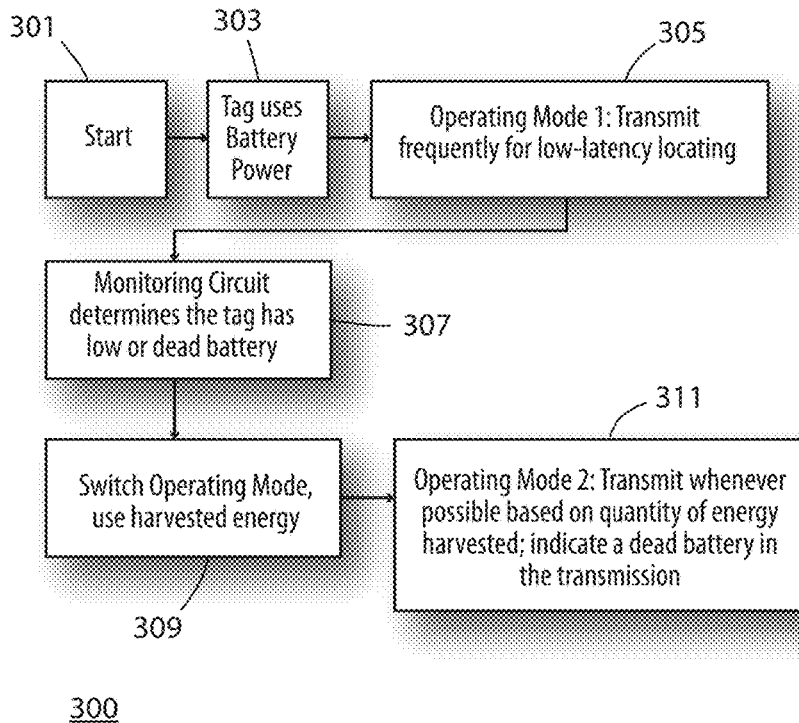 301
303
305
Start
Tag uses
Battery
Power
Operating Mode 1: Transmit
frequently for low-latency locating
Monitoring Circuit
determines the tag has
low or dead battery
307
311
Switch Operating Mode,
use harvested energy
Operating Mode 2: Transmit whenever
possible based on quantity of energy
harvested; indicate a dead battery in
the transmission
309
300